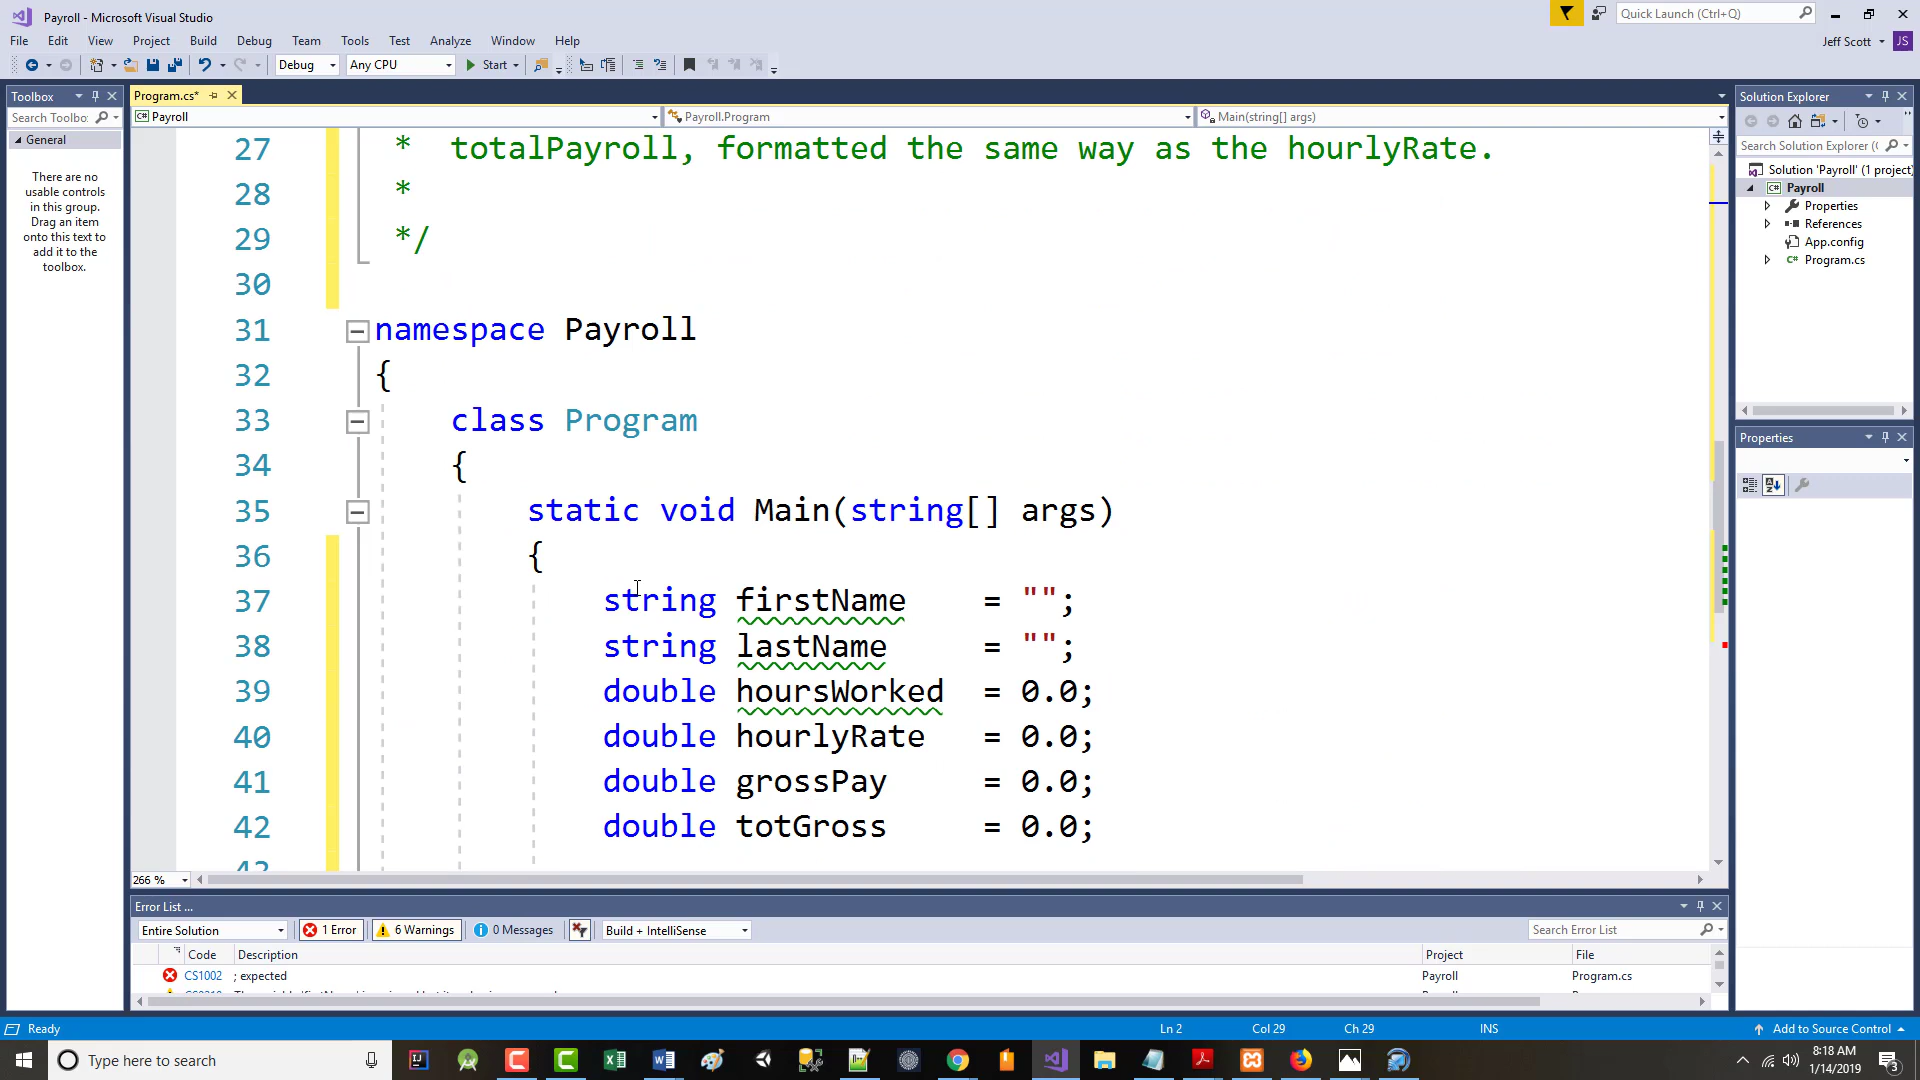 Payroll - Microsoft Visual Studio
Quick Launch (Ctrl+Q)
File Edit View Project Build Debug Team Tools Test Analyze Window Help
Jeff Scott JS
Debug Any CPU Start
Toolbox
Program.cs*
Solution Explorer
Search Toolbo:
Payroll
Payroll.Program
Main(string[] args)
General
There are no
usable controls
in this group.
Drag an item
onto this text to
add it to the
toolbox.
Search Solution Explorer (
Solution 'Payroll' (1 project)
Payroll
Properties
References
App.config
Program.cs
27 * totalPayroll, formatted the same way as the hourlyRate.
28 *
29 */
30
31 namespace Payroll
32 {
33 class Program
34 {
35 static void Main(string[] args)
36 {
37 string firstName = "";
38 string lastName = "";
39 double hoursWorked = 0.0;
40 double hourlyRate = 0.0;
41 double grossPay = 0.0;
42 double totGross = 0.0;
Properties
266 %
Error List ...
Entire Solution 1 Error 6 Warnings 0 Messages Build + IntelliSense Search Error List
Code Description Project File
CS1002 ; expected Payroll Program.cs
Ready Ln 2 Col 29 Ch 29 INS Add to Source Control
Type here to search
8:18 AM
1/14/2019
3